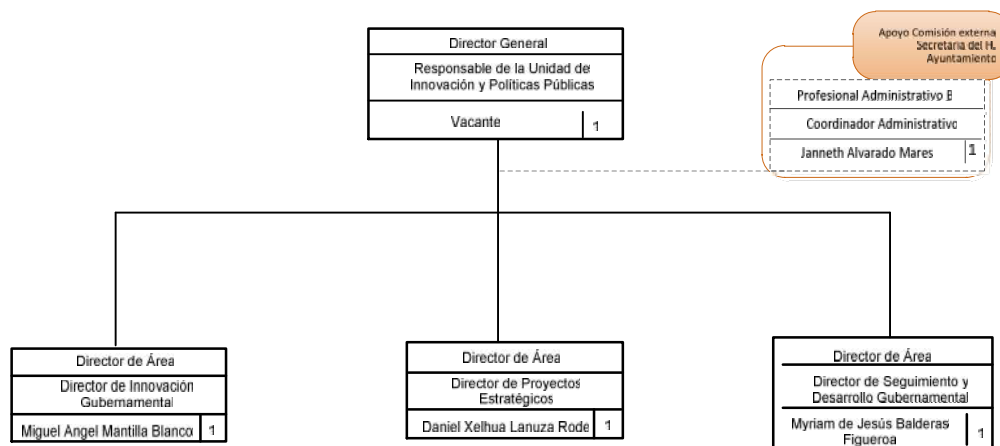 Director General
Responsable de la Unidad de
Innovación y Políticas Públicas
Vacante 1
Apoyo Comisión externa
Secretaria del H.
Ayuntamiento
Profesional Administrativo B
Coordinador Administrativo
Janneth Alvarado Mares 1
Director de Área
Director de Innovación
Gubernamental
Miguel Angel Mantilla Blanco 1
Director de Área
Director de Proyectos
Estratégicos
Daniel Xelhua Lanuza Rode 1
Director de Área
Director de Seguimiento y
Desarrollo Gubernamental
Myriam de Jesús Balderas
Figueroa 1